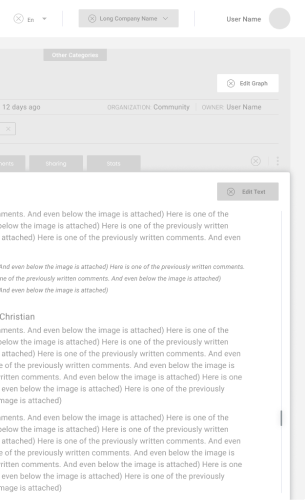 En
Long Company Name
User Name
Other Categories
Edit Graph
12 days ago
ORGANIZATION: Community
OWNER: User Name
Sharing
Edit Text
ments. And even below the image is attached) Here is one of the
below the image is attached) Here is one of the previously written
attached) Here is one of the previously written comments. And even
And even below the image is attached) Here is one of the previously written comments.
ne of the previously written comments. And even below the image is attached)
And even below the image is attached)
Christian
ments. And even below the image is attached) Here is one of the
below the image is attached) Here is one of the previously written
attached) Here is one of the previously written comments. And even
e of the previously written comments. And even below the image is
written comments. And even below the image is attached) Here is one
even below the image is attached) Here is one of the previously
mage is attached)
ments. And even below the image is attached) Here is one of the
below the image is attached) Here is one of the previously written
attached) Here is one of the previously written comments. And even
e of the previously written comments. And even below the image is
written comments. And even below the image is attached) Here is one
even below the image is attached) Here is one of the previously
mage is attached)